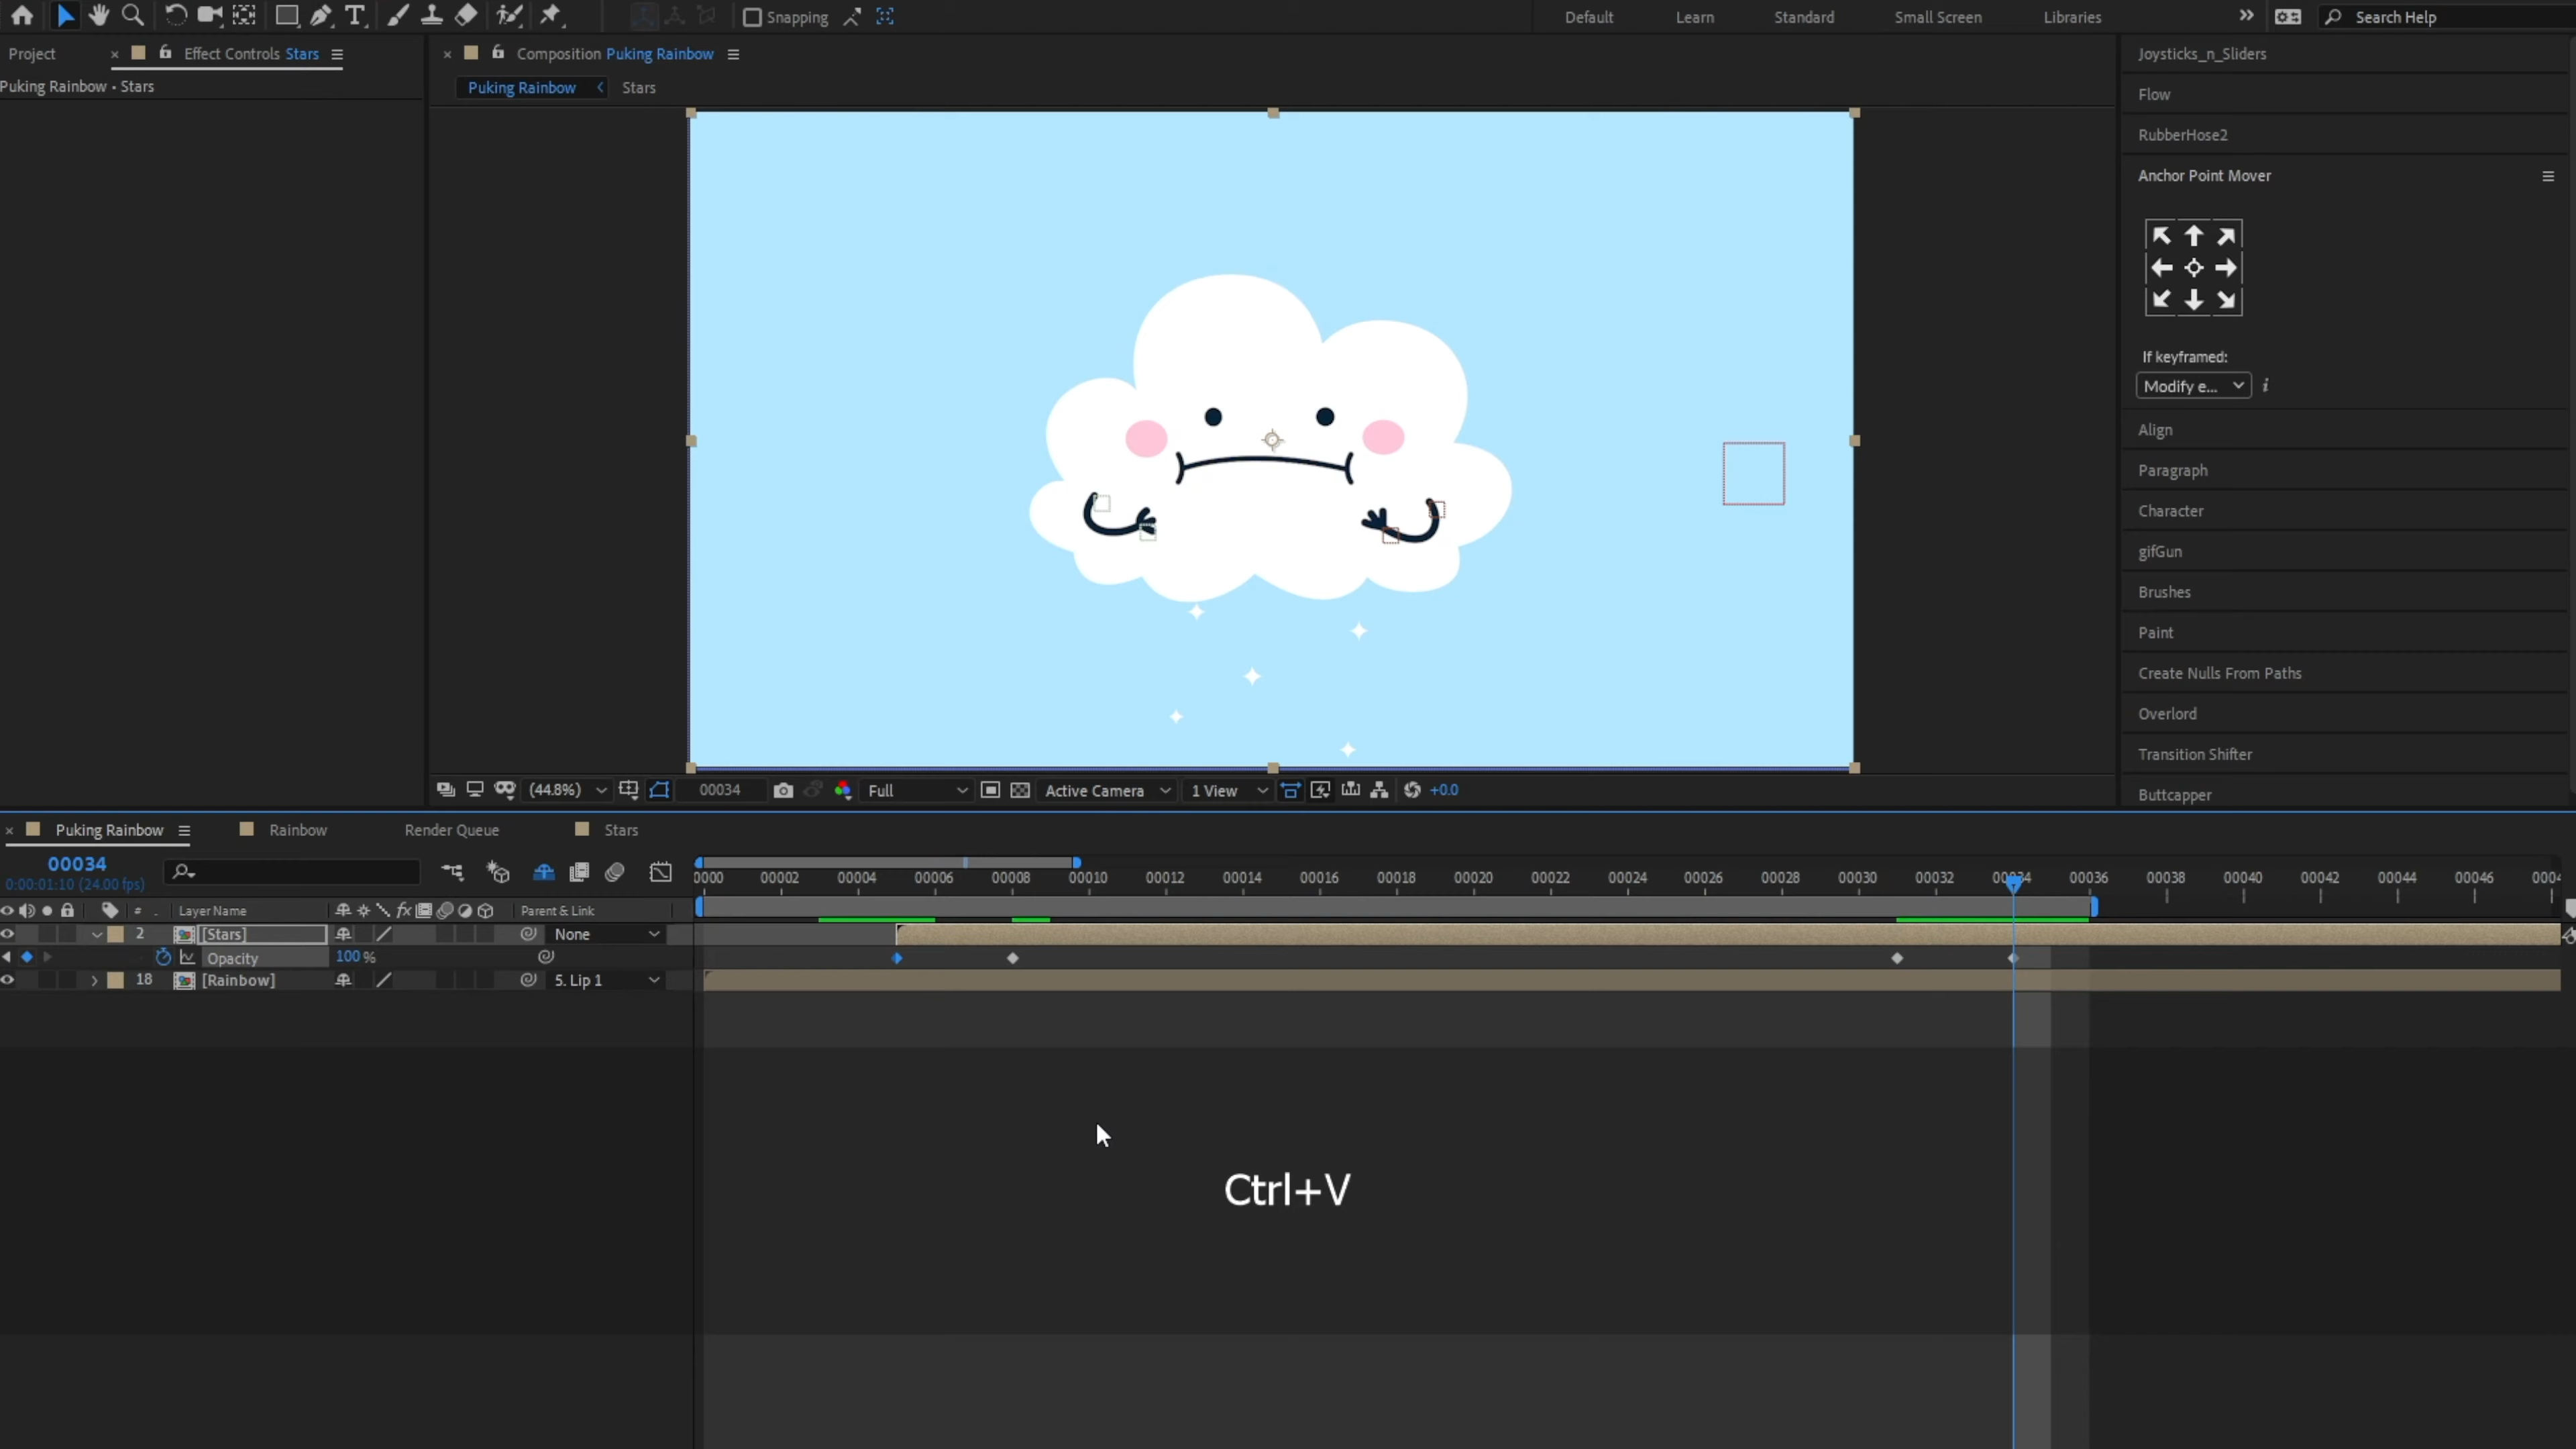 Snapping
Default
Learn
Standard
Small Screen
Libraries
Search Help
Project
Effect Controls Stars
Composition Puking Rainbow
Puking Rainbow • Stars
Puking Rainbow
Stars
Joysticks_n_Sliders
Flow
RubberHose2
Anchor Point Mover
If keyframed:
Modify e...
Align
Paragraph
Character
gifGun
Brushes
Paint
Create Nulls From Paths
Overlord
Transition Shifter
Buttcapper
(44.8%)
00034
Full
Active Camera
1 View
+0.0
Puking Rainbow
Rainbow
Render Queue
Stars
00034
0:00:01:10 (24.00 fps)
0000 00002 00004 00006 00008 00010 00012 00014 00016 00018 00020 00022 00024 00026 00028 00030 00032 00034 00036 00038 00040 00042 00044 00046 0004
# Layer Name fx Parent & Link
2 [Stars] None
Opacity 100 %
18 [Rainbow] 5. Lip 1
Ctrl+V